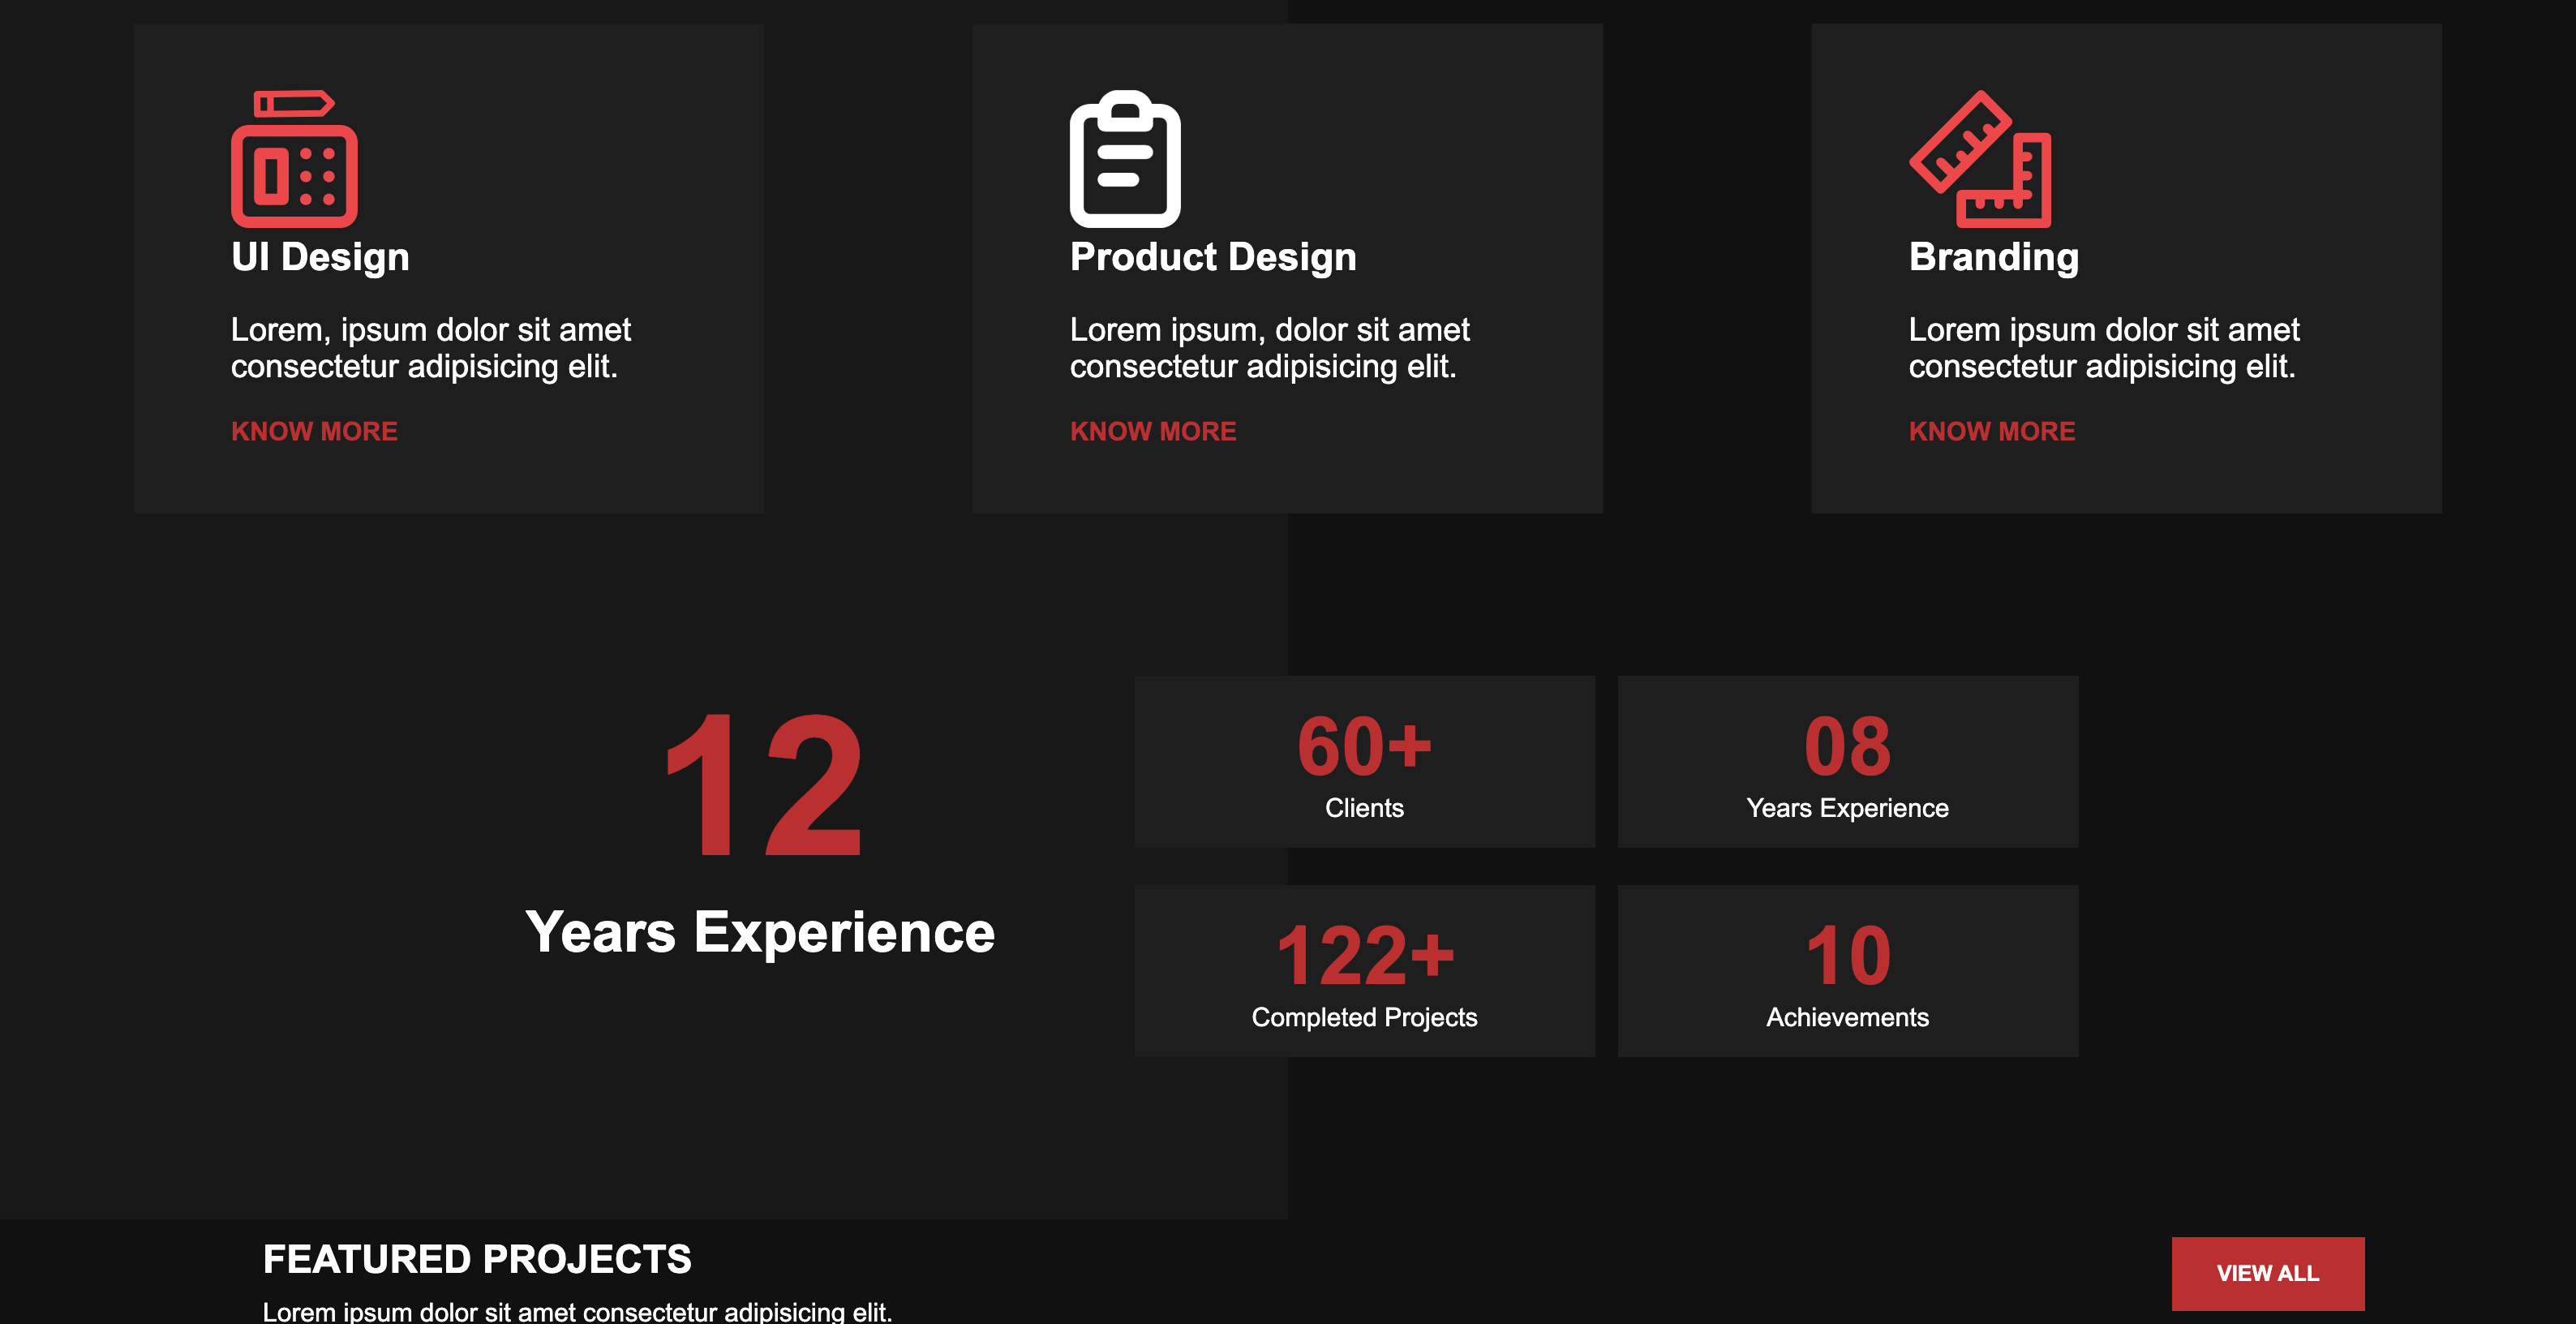 UI Design
Lorem, ipsum dolor sit amet
consectetur adipisicing elit.
KNOW MORE
Product Design
Lorem ipsum, dolor sit amet
consectetur adipisicing elit.
KNOW MORE
Branding
Lorem ipsum dolor sit amet
consectetur adipisicing elit.
KNOW MORE
12
Years Experience
60+
Clients
08
Years Experience
122+
Completed Projects
10
Achievements
FEATURED PROJECTS
Lorem ipsum dolor sit amet consectetur adipisicing elit.
VIEW ALL